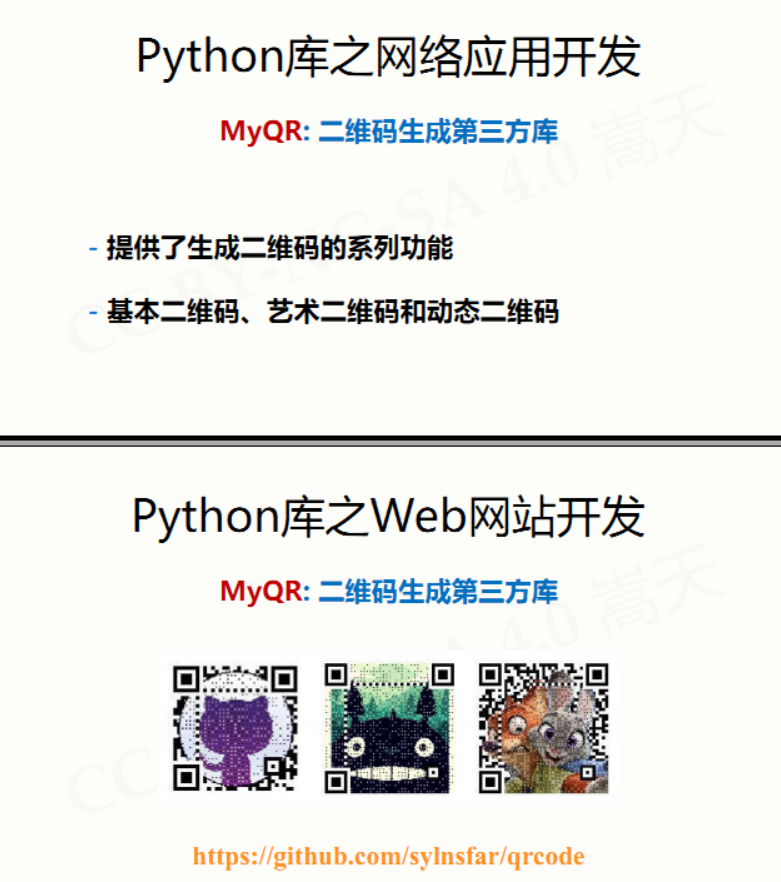 Python库之网络应用开发
MyQR: 二维码生成第三方库
- 提供了生成二维码的系列功能
- 基本二维码、艺术二维码和动态二维码
CC BY-NC-SA 4.0 嵩天
Python库之Web网站开发
MyQR: 二维码生成第三方库
CC SA 4.0 嵩天
https://github.com/sylnsfar/qrcode